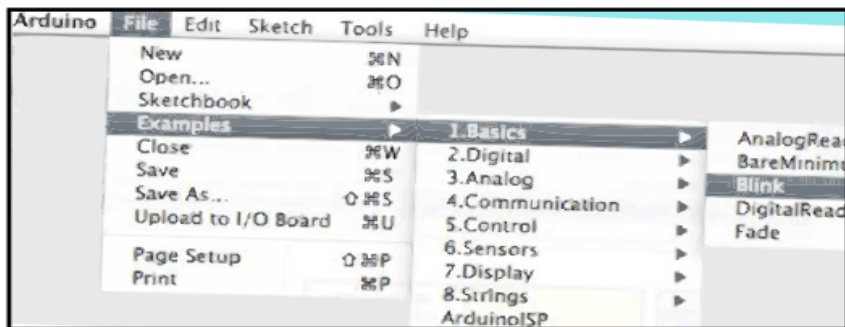 Arduino File Edit Sketch Tools Help
New ⌘N
Open... ⌘O
Sketchbook
Examples
Close ⌘W
Save ⌘S
Save As... ⇧⌘S
Upload to I/O Board ⌘U
Page Setup ⇧⌘P
Print ⌘P
1.Basics
2.Digital
3.Analog
4.Communication
5.Control
6.Sensors
7.Display
8.Strings
ArduinoISP
AnalogRea
BareMinimu
Blink
DigitalRead
Fade